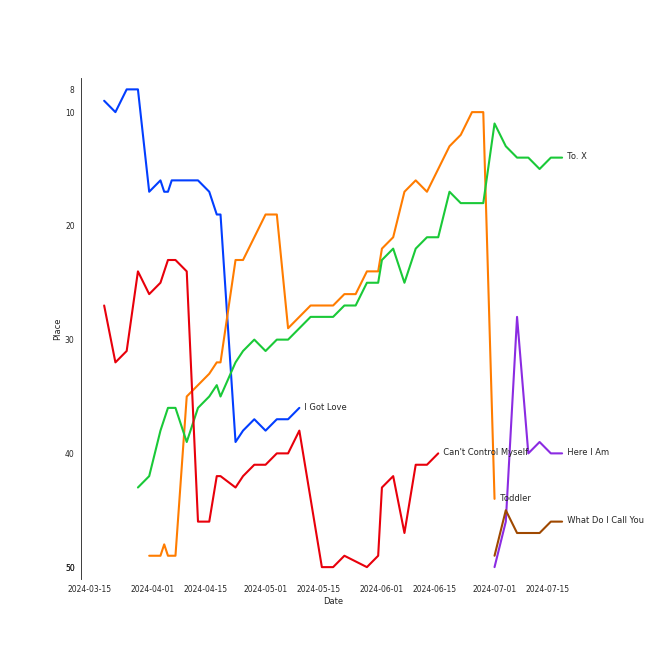 8
10
To. X
20
Place
30
I Got Love
40
Can't Control Myself
Here I Am
Toddler
What Do I Call You
50
2024-03-15
2024-04-01
2024-04-15
2024-05-01
2024-05-15
2024-06-01
2024-06-15
2024-07-01
2024-07-15
Date